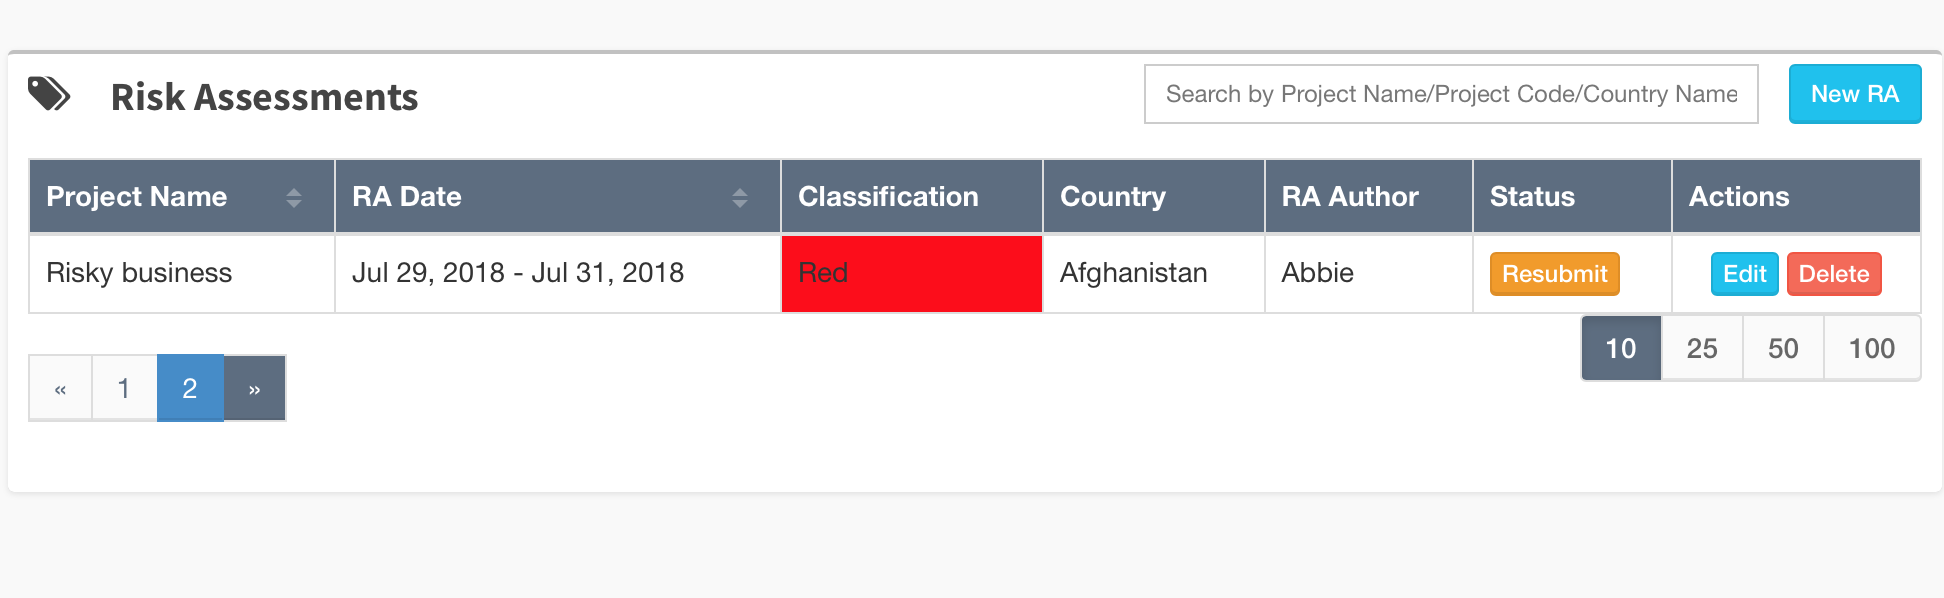 Risk Assessments
Search by Project Name/Project Code/Country Name
New RA
Project Name RA Date Classification Country RA Author Status Actions
Risky business Jul 29, 2018 - Jul 31, 2018 Red Afghanistan Abbie Resubmit Edit Delete
10 25 50 100
« 1 2 »